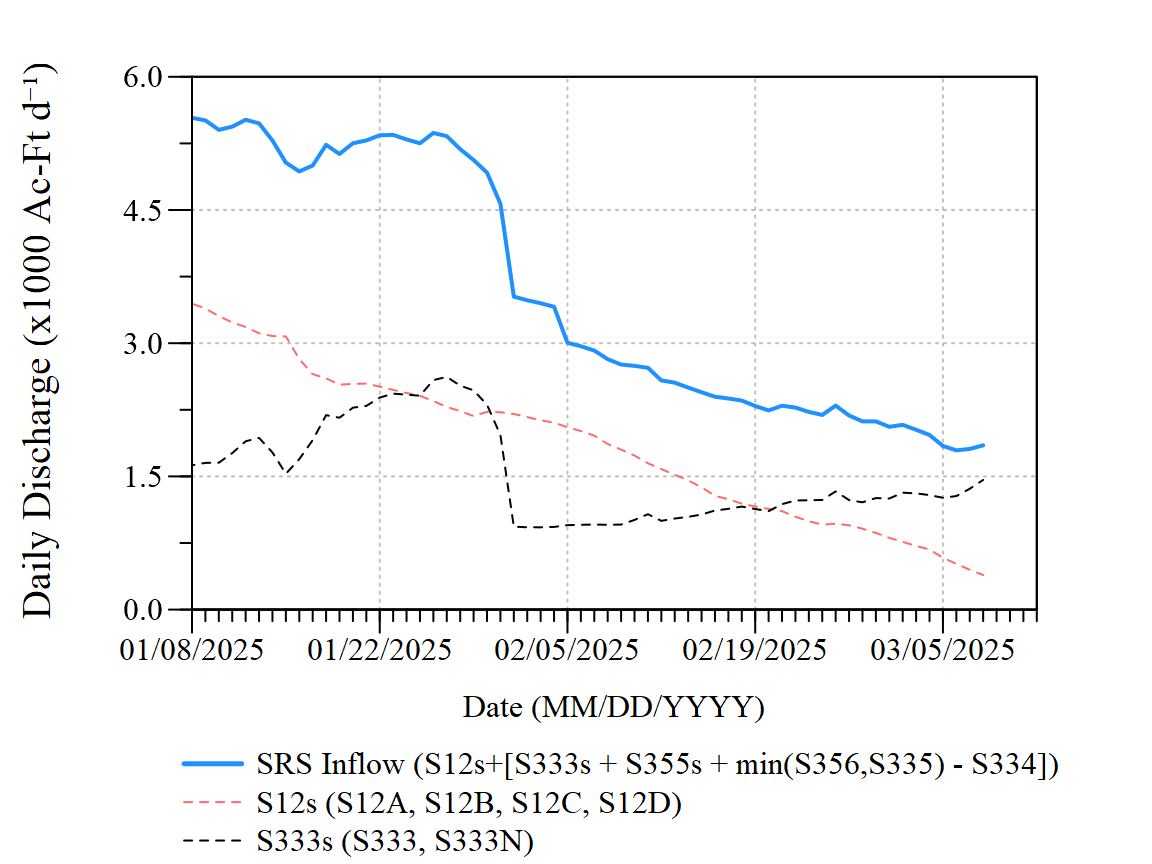 Daily Discharge (x1000 Ac-Ft d⁻¹)
6.0
4.5
3.0
1.5
0.0
01/08/2025 01/22/2025 02/05/2025 02/19/2025 03/05/2025
Date (MM/DD/YYYY)
SRS Inflow (S12s+[S333s + S355s + min(S356,S335) - S334])
S12s (S12A, S12B, S12C, S12D)
S333s (S333, S333N)